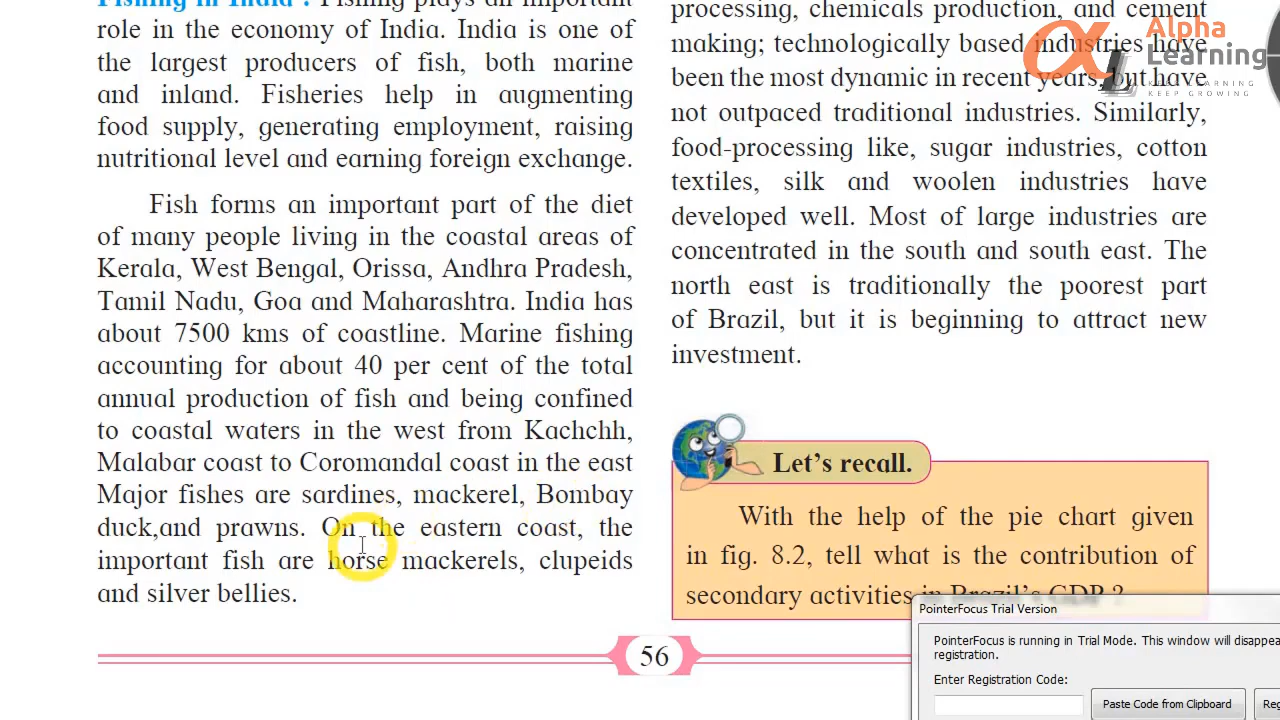 Fishing in India : Fishing plays an important
role in the economy of India. India is one of
the largest producers of fish, both marine
and inland. Fisheries help in augmenting
food supply, generating employment, raising
nutritional level and earning foreign exchange.
Fish forms an important part of the diet
of many people living in the coastal areas of
Kerala, West Bengal, Orissa, Andhra Pradesh,
Tamil Nadu, Goa and Maharashtra. India has
about 7500 kms of coastline. Marine fishing
accounting for about 40 per cent of the total
annual production of fish and being confined
to coastal waters in the west from Kachchh,
Malabar coast to Coromandal coast in the east
Major fishes are sardines, mackerel, Bombay
duck,and prawns. On the eastern coast, the
important fish are horse mackerels, clupeids
and silver bellies.
processing, chemicals production, and cement
making; technologically based industries have
been the most dynamic in recent years, but have
not outpaced traditional industries. Similarly,
food-processing like, sugar industries, cotton
textiles, silk and woolen industries have
developed well. Most of large industries are
concentrated in the south and south east. The
north east is traditionally the poorest part
of Brazil, but it is beginning to attract new
investment.
Let's recall.
With the help of the pie chart given
in fig. 8.2, tell what is the contribution of
secondary activities in Brazil's GDP ?
56
Alpha
Learning
KEEP GROWING
PointerFocus Trial Version
PointerFocus is running in Trial Mode. This window will disappea
registration.
Enter Registration Code:
Paste Code from Clipboard
Reg